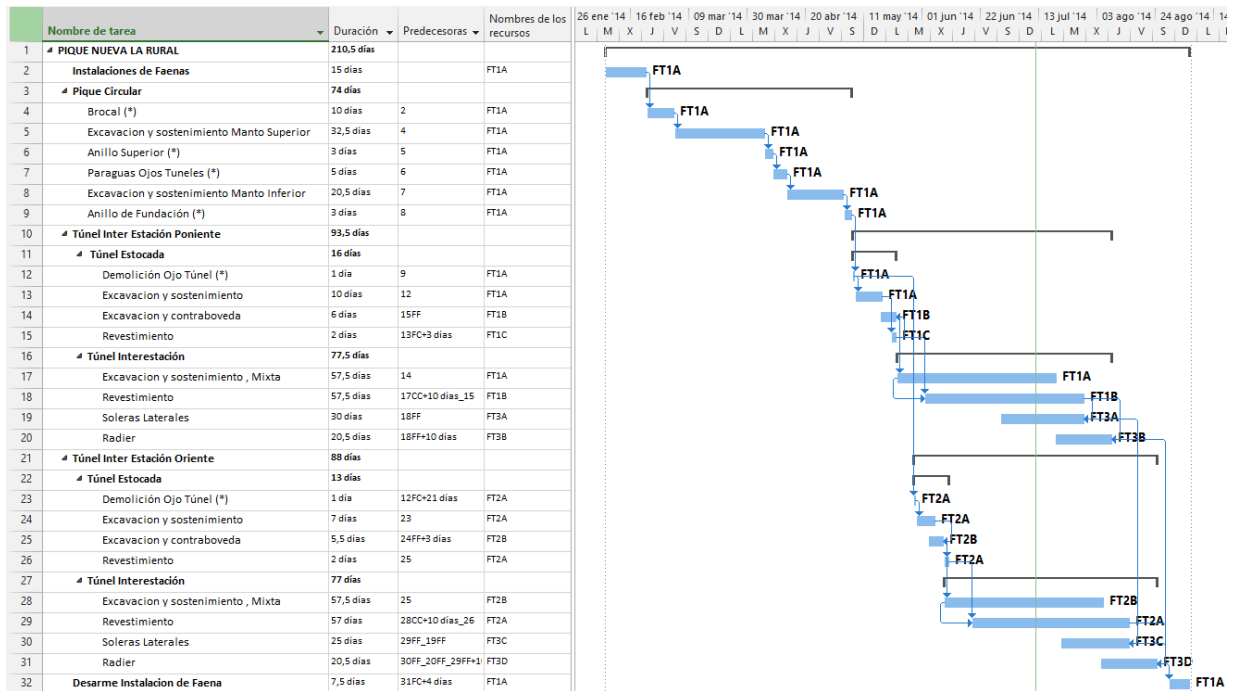 Nombre de tarea Duración Predecesoras Nombres de los recursos
26 ene '14 16 feb '14 09 mar '14 30 mar '14 20 abr '14 11 may '14 01 jun '14 22 jun '14 13 jul '14 03 ago '14 24 ago '14 14
L M X J V S D L M X J V S D L M X J V S D L M X J V S D L
1 PIQUE NUEVA LA RURAL 210,5 días
2 Instalaciones de Faenas 15 días FT1A FT1A
3 Pique Circular 74 días
4 Brocal (*) 10 días 2 FT1A FT1A
5 Excavacion y sostenimiento Manto Superior 32,5 días 4 FT1A FT1A
6 Anillo Superior (*) 3 días 5 FT1A FT1A
7 Paraguas Ojos Tuneles (*) 5 días 6 FT1A FT1A
8 Excavacion y sostenimiento Manto Inferior 20,5 días 7 FT1A FT1A
9 Anillo de Fundación (*) 3 días 8 FT1A FT1A
10 Túnel Inter Estación Poniente 93,5 días
11 Túnel Estocada 16 días
12 Demolición Ojo Túnel (*) 1 día 9 FT1A FT1A
13 Excavacion y sostenimiento 10 días 12 FT1A FT1A
14 Excavacion y contraboveda 6 días 15FF FT1B FT1B
15 Revestimiento 2 días 13FC+3 días FT1C FT1C
16 Túnel Interestación 77,5 días
17 Excavacion y sostenimiento , Mixta 57,5 días 14 FT1A FT1A
18 Revestimiento 57,5 días 17CC+10 días_15 FT1B FT1B
19 Soleras Laterales 30 días 18FF FT3A FT3A
20 Radier 20,5 días 18FF+10 días FT3B FT3B
21 Túnel Inter Estación Oriente 88 días
22 Túnel Estocada 13 días
23 Demolición Ojo Túnel (*) 1 día 12FC+21 días FT2A FT2A
24 Excavacion y sostenimiento 7 días 23 FT2A FT2A
25 Excavacion y contraboveda 5,5 días 24FF+3 días FT2B FT2B
26 Revestimiento 2 días 25 FT2A FT2A
27 Túnel Interestación 77 días
28 Excavacion y sostenimiento , Mixta 57,5 días 25 FT2B FT2B
29 Revestimiento 57 días 28CC+10 días_26 FT2A FT2A
30 Soleras Laterales 25 días 29FF_19FF FT3C FT3C
31 Radier 20,5 días 30FF_20FF_29FF+1 FT3D FT3D
32 Desarme Instalacion de Faena 7,5 días 31FC+4 días FT1A FT1A